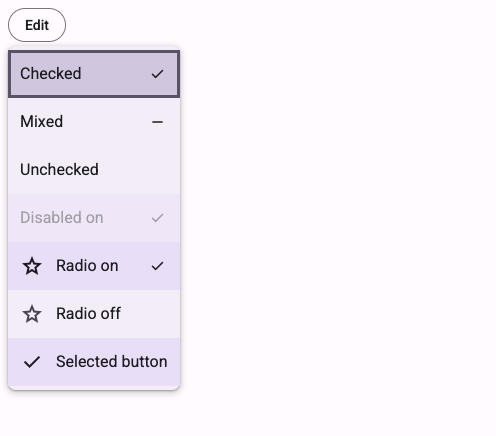 Edit
Checked
Mixed
Unchecked
Disabled on
Radio on
Radio off
Selected button